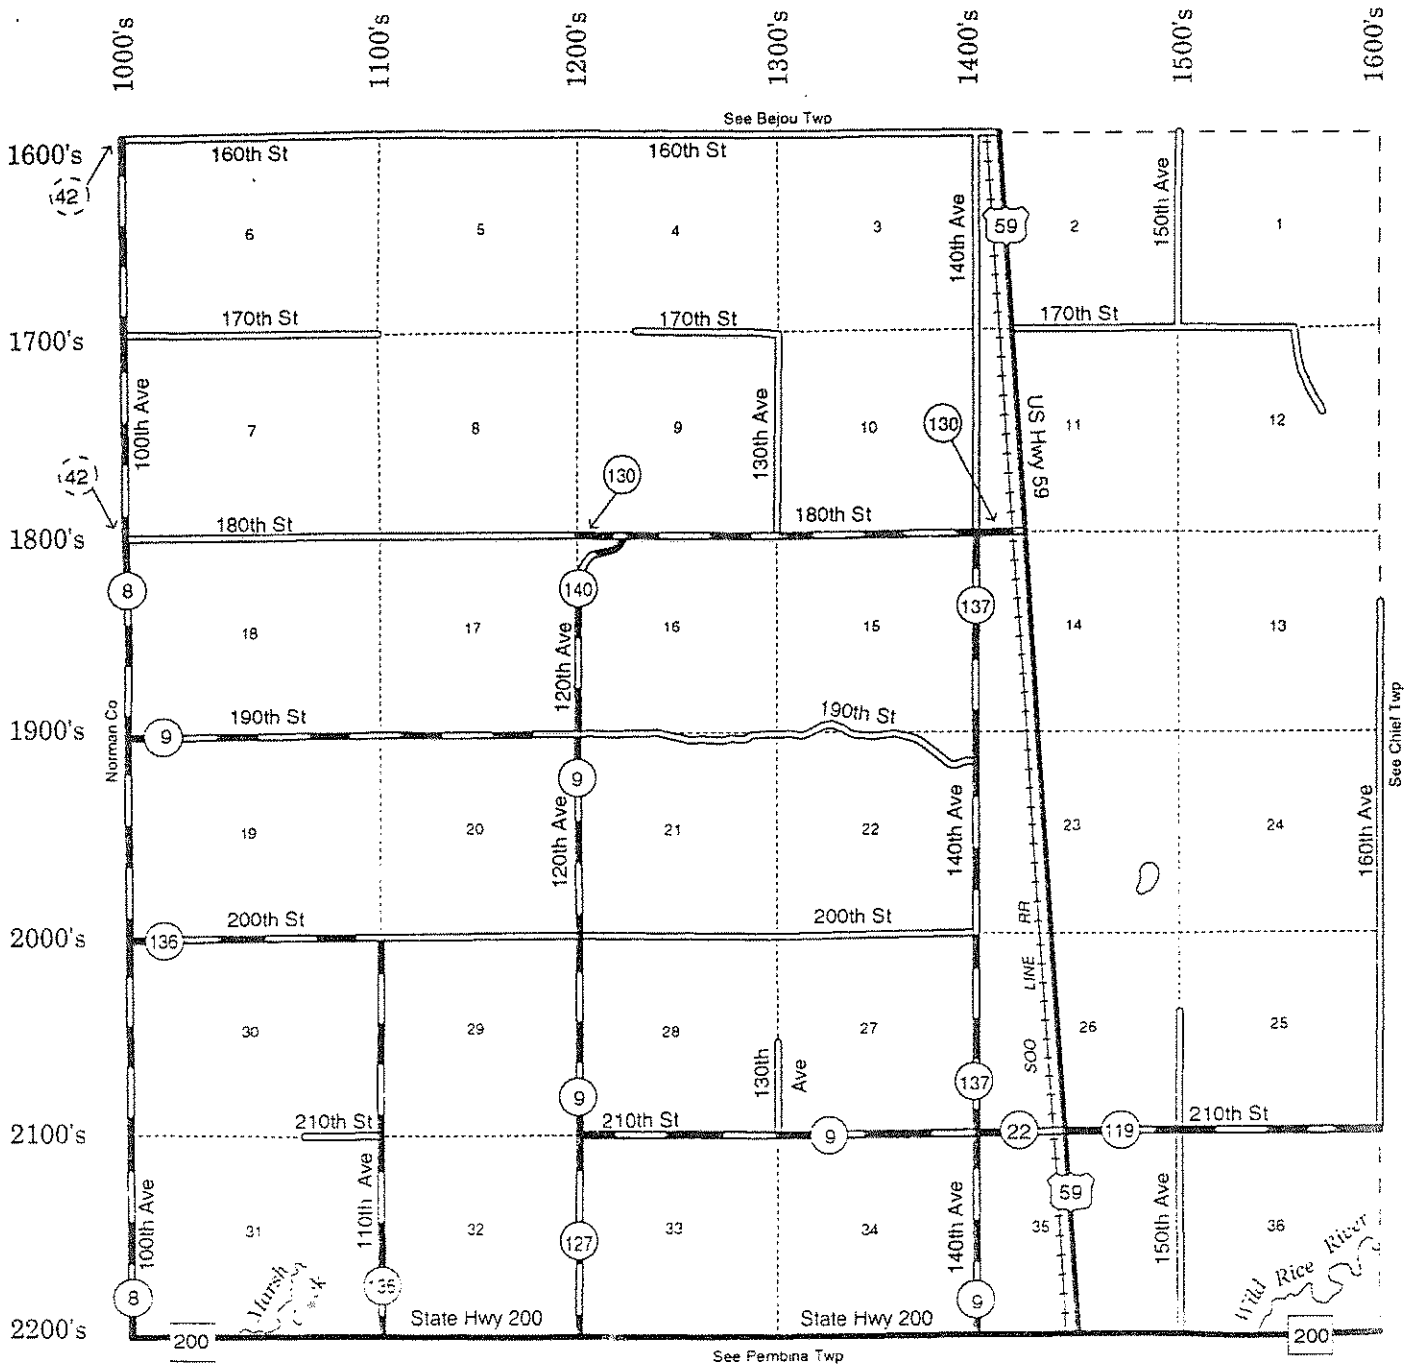 1000's
1100's
1200's
1300's
1400's
1500's
1600's
See Bejou Twp
1600's
160th St
160th St
42
140th Ave
59
150th Ave
6
5
4
3
2
1
170th St
170th St
170th St
1700's
100th Ave
130th Ave
US Hwy 59
7
8
9
10
130
11
12
42
130
180th St
180th St
1800's
8
140
137
18
17
16
15
14
13
120th Ave
190th St
190th St
1900's
9
Norman Co
See Chief Twp
9
120th Ave
140th Ave
160th Ave
19
20
21
22
23
24
200th St
200th St
RR
2000's
136
LINE
30
29
28
27
26
25
130th
Ave
SOO
137
9
210th St
210th St
210th St
2100's
9
22
119
59
100th Ave
110th Ave
140th Ave
150th Ave
31
32
33
34
35
36
127
Marsh
Wild Rice River
8
9
State Hwy 200
State Hwy 200
2200's
200
200
See Pembina Twp